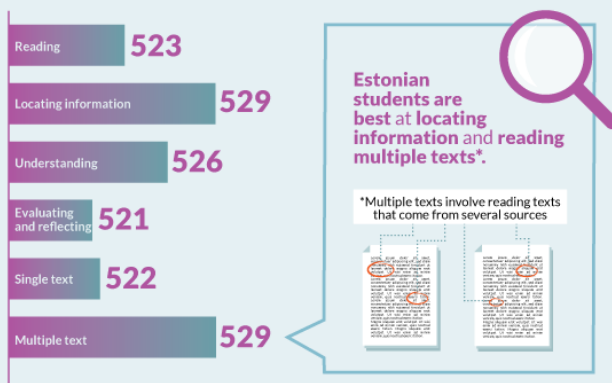 Reading 523
Locating information 529
Understanding 526
Evaluating
and reflecting 521
Single text 522
Multiple text 529
Estonian
students are
best at locating
information and reading
multiple texts*.
*Multiple texts involve reading texts
that come from several sources